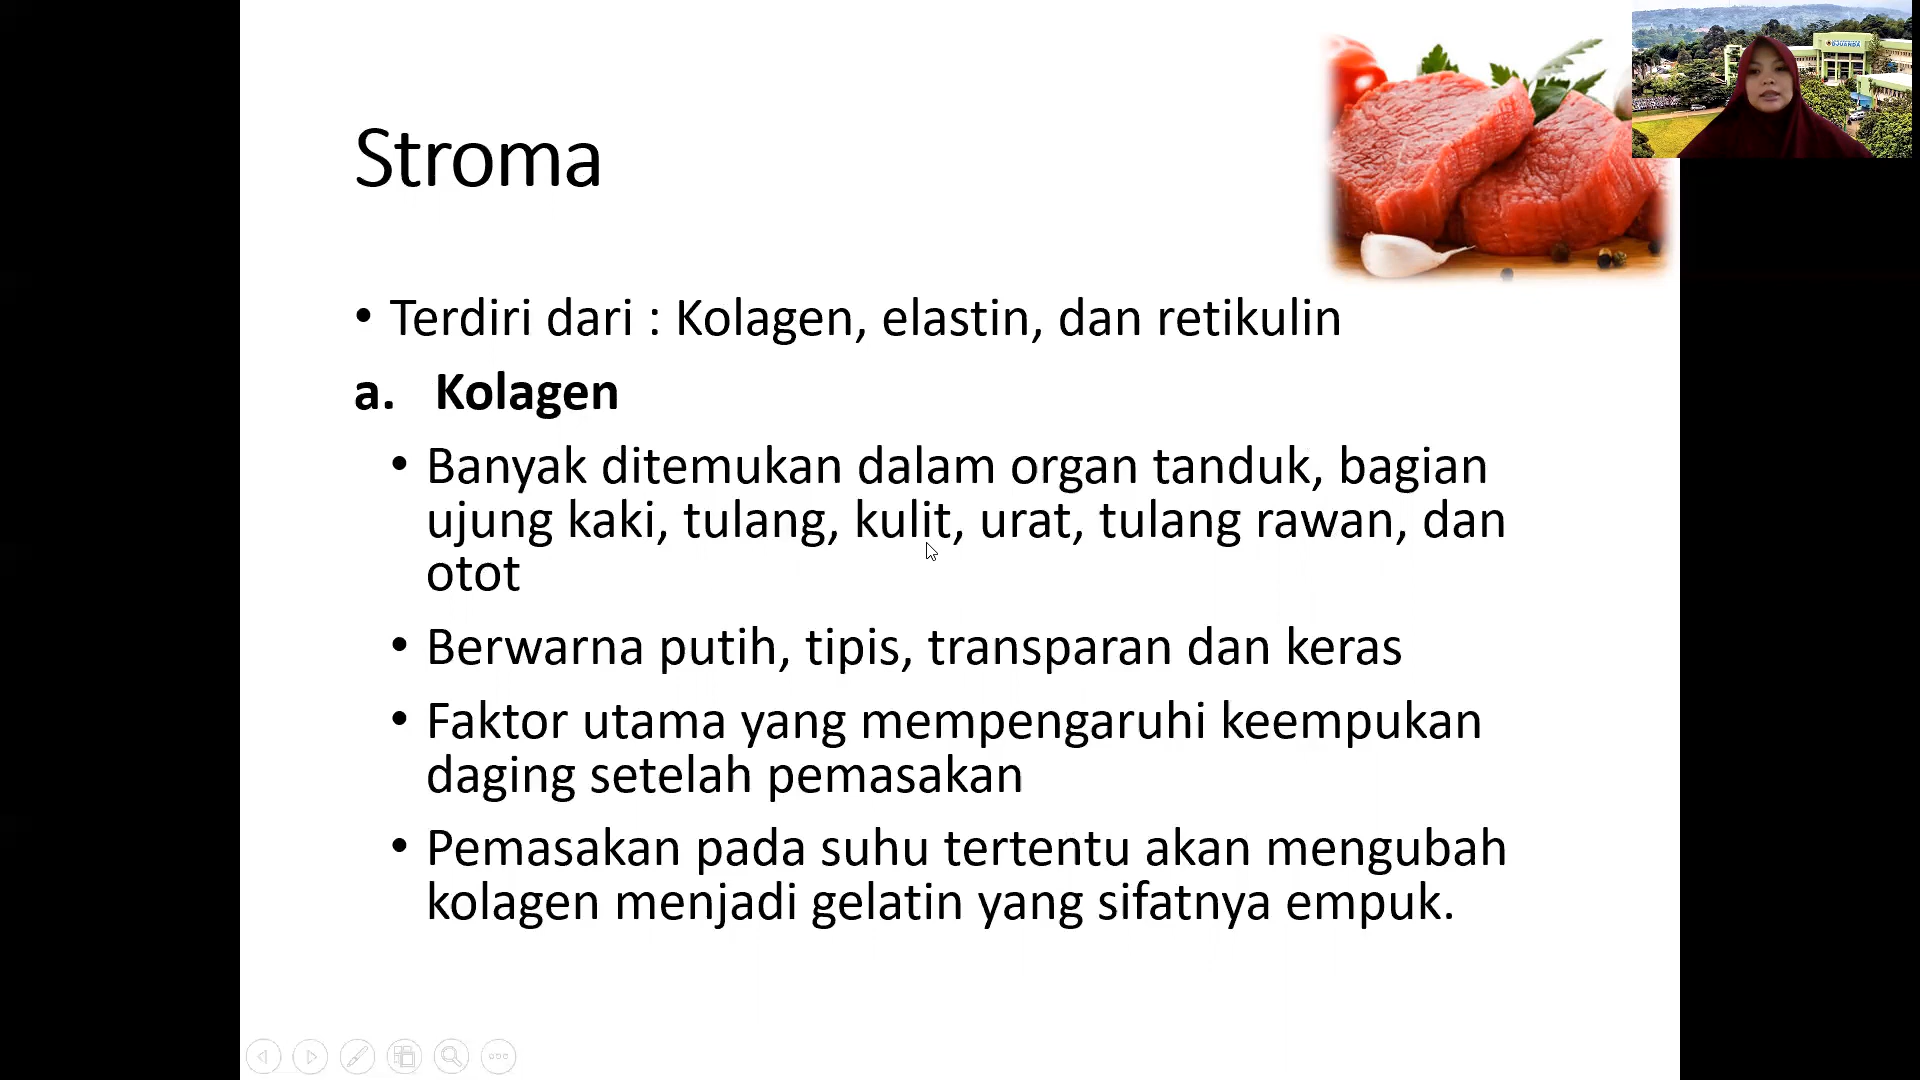 Stroma
• Terdiri dari : Kolagen, elastin, dan retikulin
a. Kolagen
• Banyak ditemukan dalam organ tanduk, bagian
ujung kaki, tulang, kulit, urat, tulang rawan, dan
otot
• Berwarna putih, tipis, transparan dan keras
• Faktor utama yang mempengaruhi keempukan
daging setelah pemasakan
• Pemasakan pada suhu tertentu akan mengubah
kolagen menjadi gelatin yang sifatnya empuk.
DJUANDA